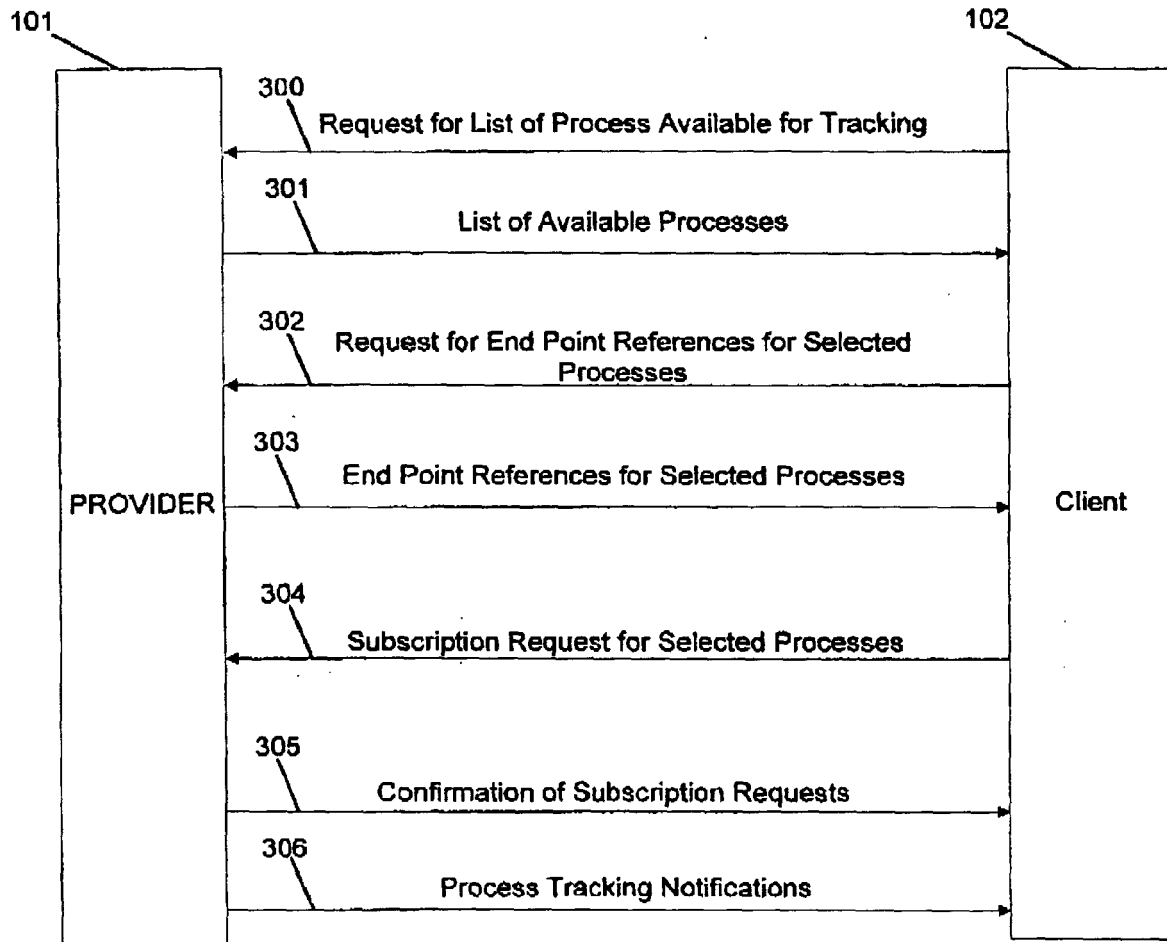 101
102
300
Request for List of Process Available for Tracking
301
List of Available Processes
302
Request for End Point References for Selected
Processes
303
End Point References for Selected Processes
PROVIDER
Client
304
Subscription Request for Selected Processes
305
Confirmation of Subscription Requests
306
Process Tracking Notifications